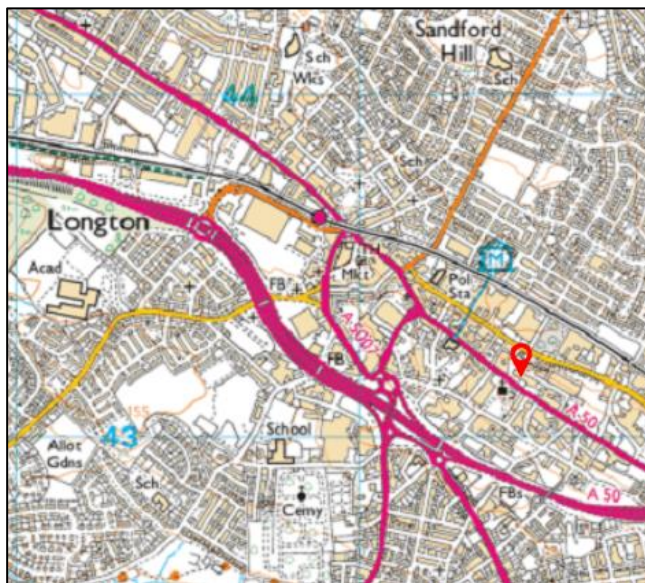 Sandford
Hill
Sch
Wks
Sch
44
Sch
Longton
M
Mkt
Pol
Sta
Acad
FB
A 5007
FB
A 50
155
43
School
Allot
Gdns
Sch
Cemy
FBs
A 50